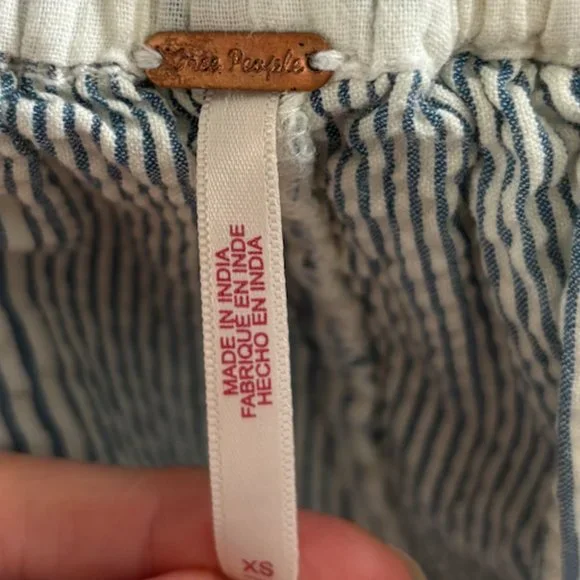 Free People
MADE IN INDIA
FABRIQUE EN INDE
HECHO EN INDIA
XS